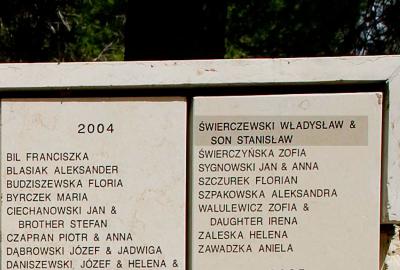 2004
BIL FRANCISZKA
BLASIAK ALEKSANDER
BUDZISZEWSKA FLORIA
BYRCZEK MARIA
CIECHANOWSKI JAN &
BROTHER STEFAN
CZAPRAN PIOTR & ANNA
DĄBROWSKI JÓZEF & JADWIGA
DANISZEWSKI, JÓZEF & HELENA &
ŚWIERCZEWSKI WŁADYSŁAW &
SON STANISŁAW
ŚWIERCZYŃSKA ZOFIA
SYGNOWSKI JAN & ANNA
SZCZUREK FLORIAN
SZPAKOWSKA ALEKSANDRA
WALULEWICZ ZOFIA &
DAUGHTER IRENA
ZALESKA HELENA
ZAWADZKA ANIELA